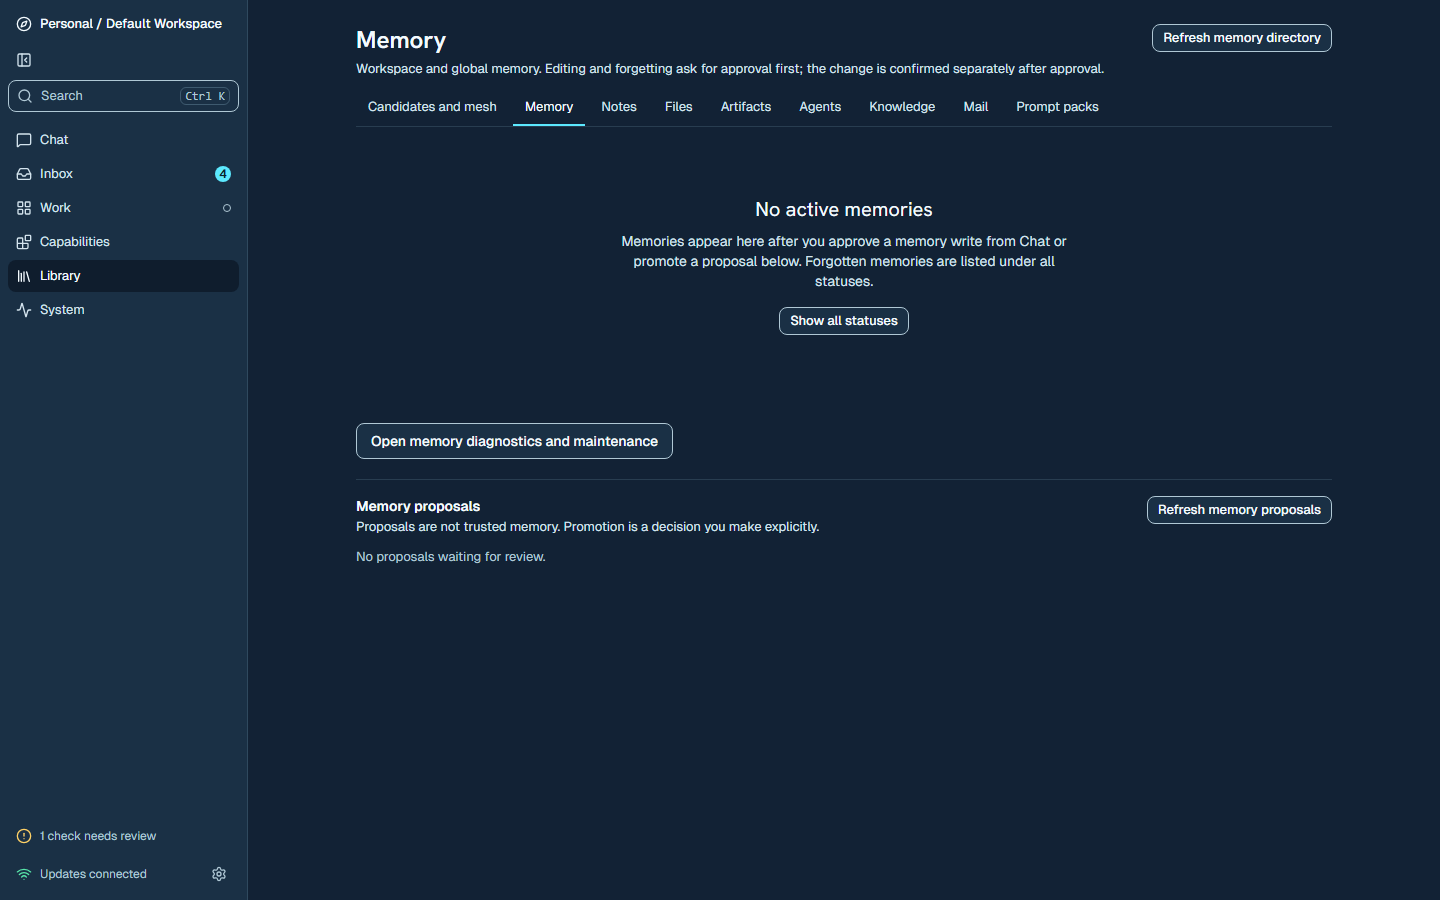 Personal / Default Workspace
Search
Ctrl K
Chat
Inbox
4
Work
Capabilities
Library
System
1 check needs review
Updates connected
Memory
Refresh memory directory
Workspace and global memory. Editing and forgetting ask for approval first; the change is confirmed separately after approval.
Candidates and mesh
Memory
Notes
Files
Artifacts
Agents
Knowledge
Mail
Prompt packs
No active memories
Memories appear here after you approve a memory write from Chat or
promote a proposal below. Forgotten memories are listed under all
statuses.
Show all statuses
Open memory diagnostics and maintenance
Memory proposals
Refresh memory proposals
Proposals are not trusted memory. Promotion is a decision you make explicitly.
No proposals waiting for review.